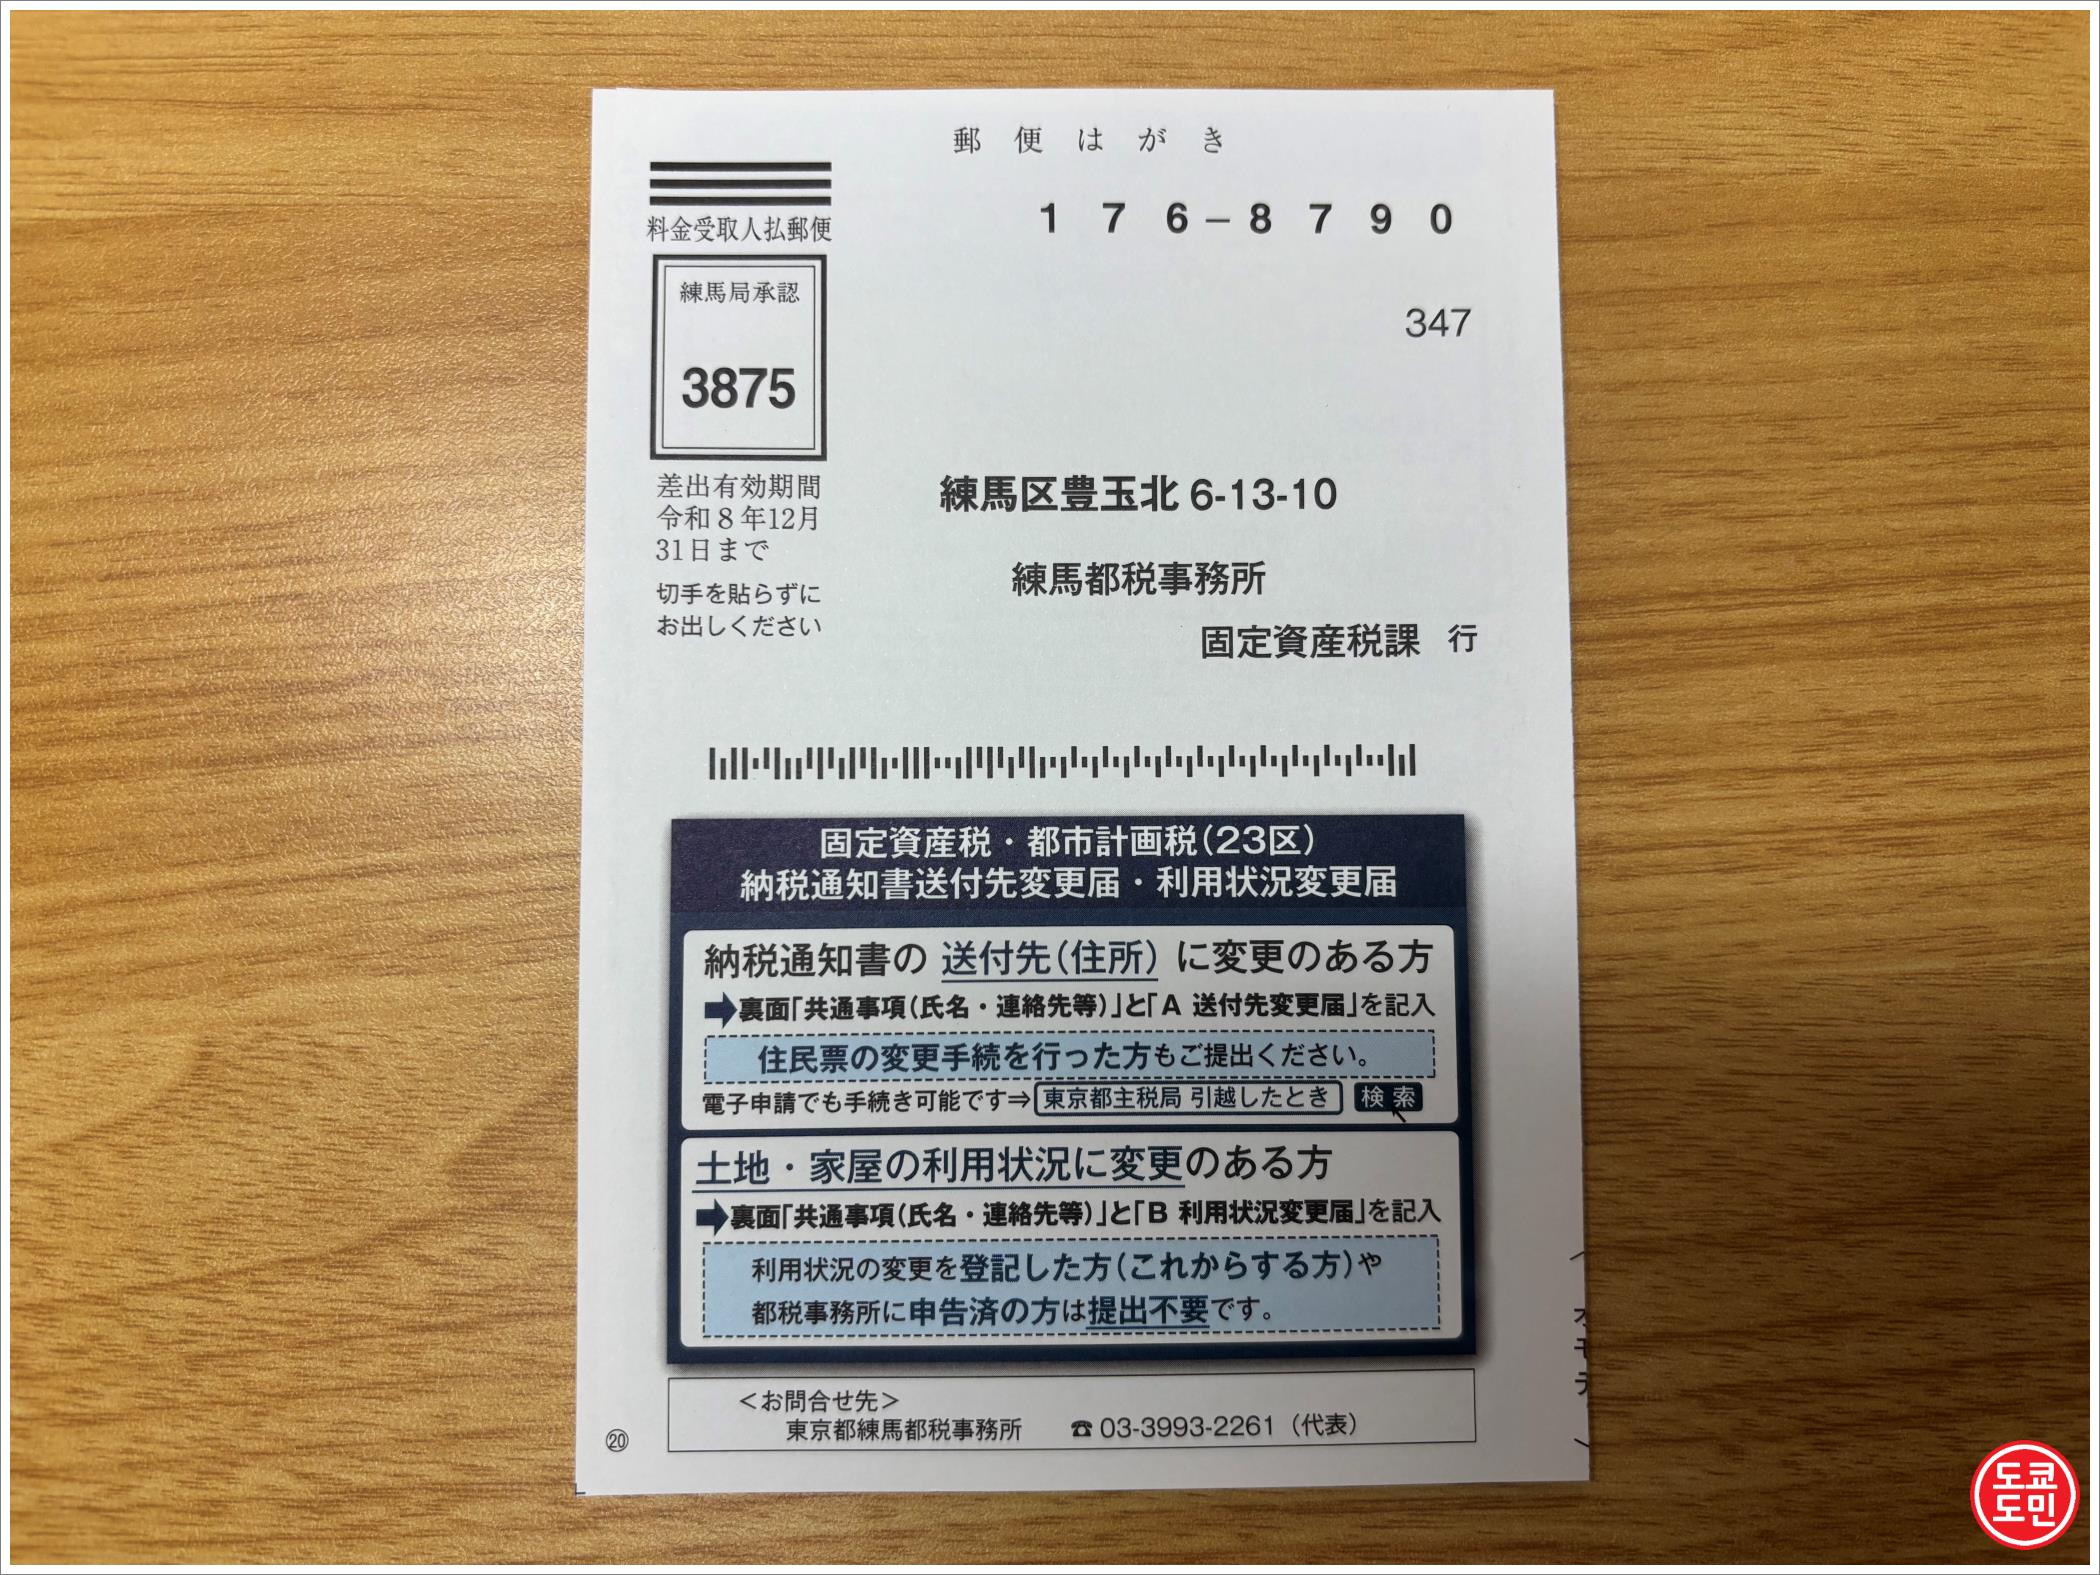 郵便はがき
料金受取人払郵便
176-8790
練馬局承認
3875
347
差出有効期間
令和8年12月
31日まで
切手を貼らずに
お出しください
練馬区豊玉北 6-13-10
練馬都税事務所
固定資産税課 行
固定資産税・都市計画税(23区)
納税通知書送付先変更届・利用状況変更届
納税通知書の 送付先(住所) に変更のある方
➡裏面「共通事項(氏名・連絡先等)」と「A 送付先変更届」を記入
住民票の変更手続を行った方もご提出ください。
電子申請でも手続き可能です⇒ 東京都主税局 引越したとき 検索
土地・家屋の利用状況に変更のある方
➡裏面「共通事項(氏名・連絡先等)」と「B 利用状況変更届」を記入
利用状況の変更を登記した方(これからする方)や
都税事務所に申告済の方は提出不要です。
<お問合せ先>
東京都練馬都税事務所 ☎ 03-3993-2261(代表)
⑳
도쿄
도민